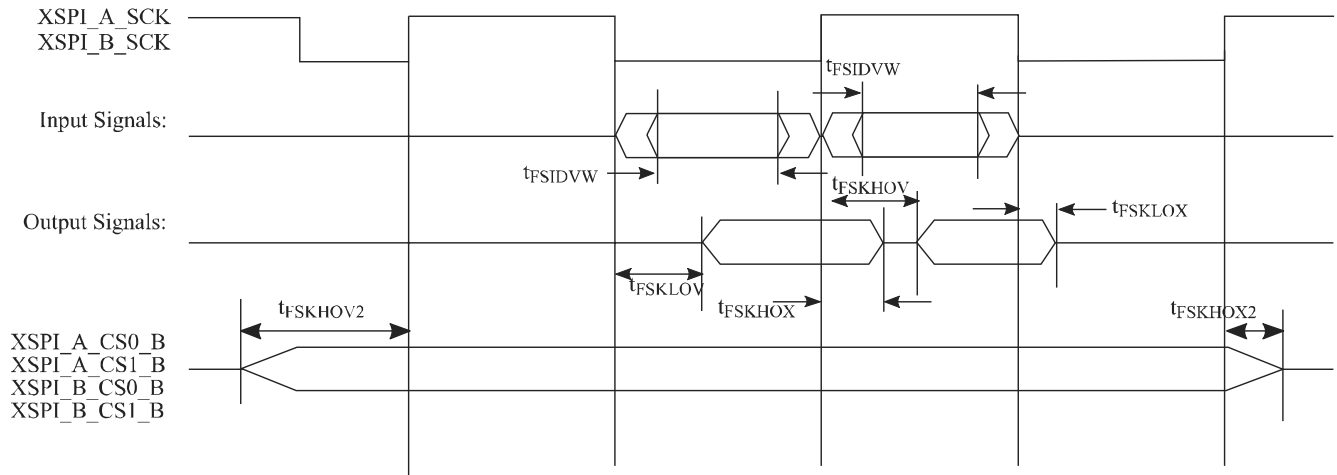 XSPI_A_SCK
XSPI_B_SCK
tFSIDVW
Input Signals:
tFSIDVW
tFSKHOV
Output Signals:
tFSKLOX
tFSKLOV
tFSKHOX
tFSKHOV2
tFSKHOX2
XSPI_A_CS0_B
XSPI_A_CS1_B
XSPI_B_CS0_B
XSPI_B_CS1_B